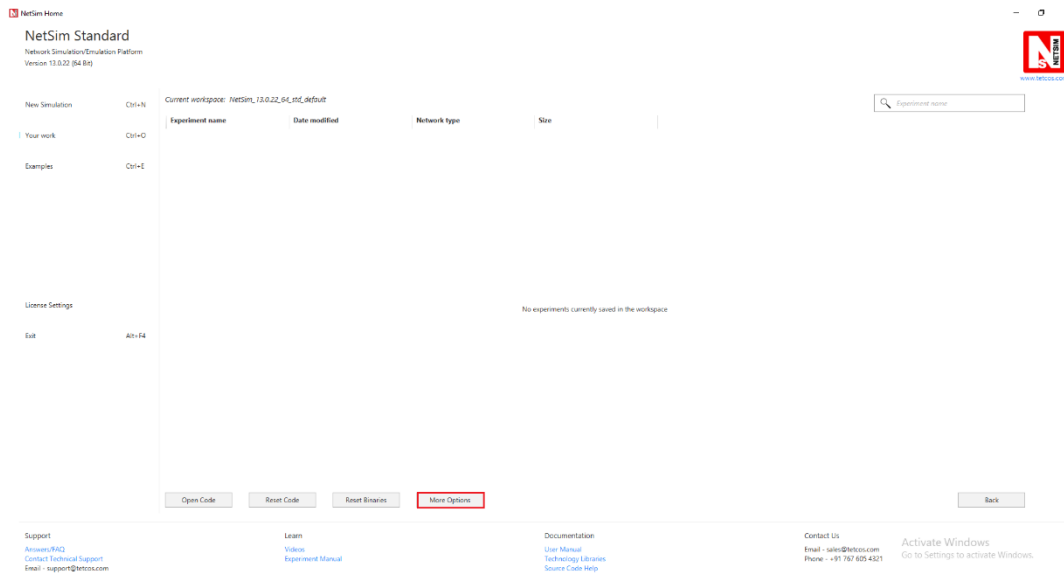 NetSim Home
NetSim Standard
Network Simulation/Emulation Platform
Version 13.0.22 (64 Bit)
NETSIM
www.tetcos.com
New Simulation Ctrl+N
Your work Ctrl+O
Examples Ctrl+E
License Settings
Exit Alt+F4
Current workspace: NetSim_13.0.22_64_std_default
Experiment name
Experiment name Date modified Network type Size
No experiments currently saved in the workspace
Open Code Reset Code Reset Binaries More Options Back
Support
Answers/FAQ
Contact Technical Support
Email - support@tetcos.com
Learn
Videos
Experiment Manual
Documentation
User Manual
Technology Libraries
Source Code Help
Contact Us
Email - sales@tetcos.com
Phone - +91 767 605 4321
Activate Windows
Go to Settings to activate Windows.